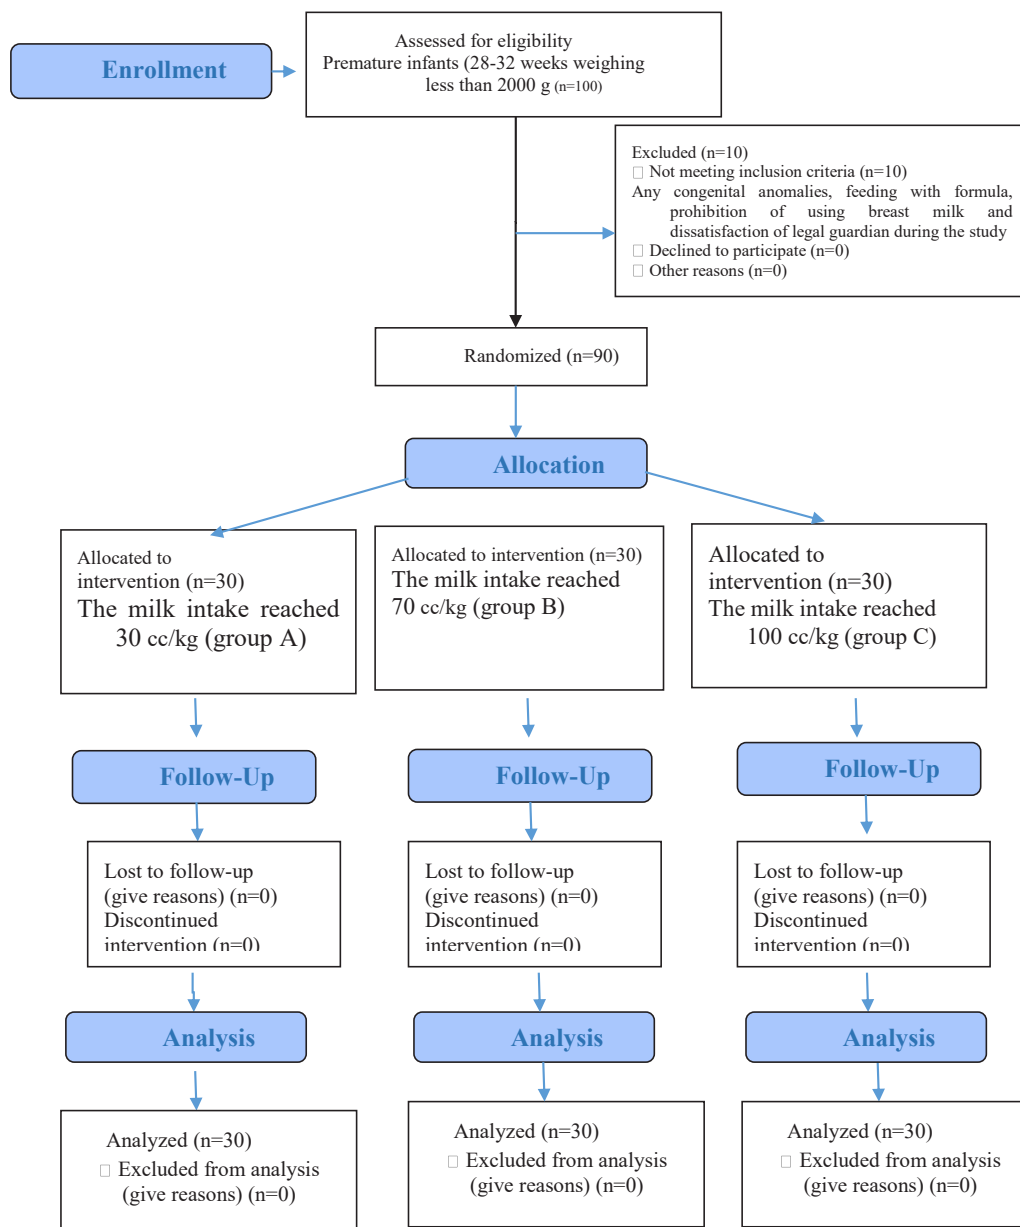 Enrollment
Assessed for eligibility
Premature infants (28-32 weeks weighing
less than 2000 g (n=100)
Excluded (n=10)
□ Not meeting inclusion criteria (n=10)
Any congenital anomalies, feeding with formula,
prohibition of using breast milk and
dissatisfaction of legal guardian during the study
□ Declined to participate (n=0)
□ Other reasons (n=0)
Randomized (n=90)
Allocation
Allocated to
intervention (n=30)
The milk intake reached
30 cc/kg (group A)
Allocated to intervention (n=30)
The milk intake reached
70 cc/kg (group B)
Allocated to
intervention (n=30)
The milk intake reached
100 cc/kg (group C)
Follow-Up
Follow-Up
Follow-Up
Lost to follow-up
(give reasons) (n=0)
Discontinued
intervention (n=0)
Lost to follow-up
(give reasons) (n=0)
Discontinued
intervention (n=0)
Lost to follow-up
(give reasons) (n=0)
Discontinued
intervention (n=0)
Analysis
Analysis
Analysis
Analyzed (n=30)
□ Excluded from analysis
(give reasons) (n=0)
Analyzed (n=30)
□ Excluded from analysis
(give reasons) (n=0)
Analyzed (n=30)
□ Excluded from analysis
(give reasons) (n=0)